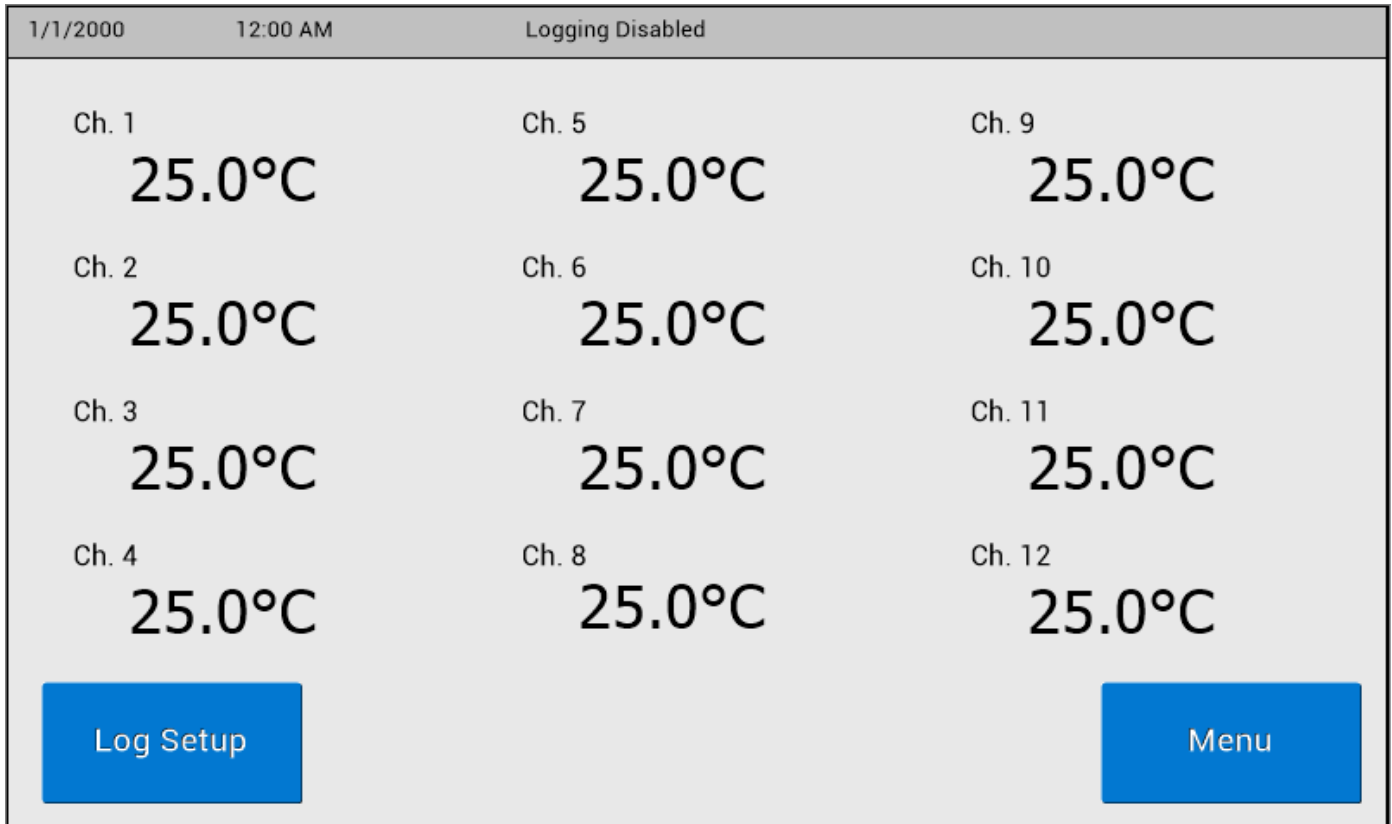 1/1/2000 12:00 AM Logging Disabled
Ch. 1 Ch. 5 Ch. 9
25.0°C 25.0°C 25.0°C
Ch. 2 Ch. 6 Ch. 10
25.0°C 25.0°C 25.0°C
Ch. 3 Ch. 7 Ch. 11
25.0°C 25.0°C 25.0°C
Ch. 4 Ch. 8 Ch. 12
25.0°C 25.0°C 25.0°C
Log Setup Menu